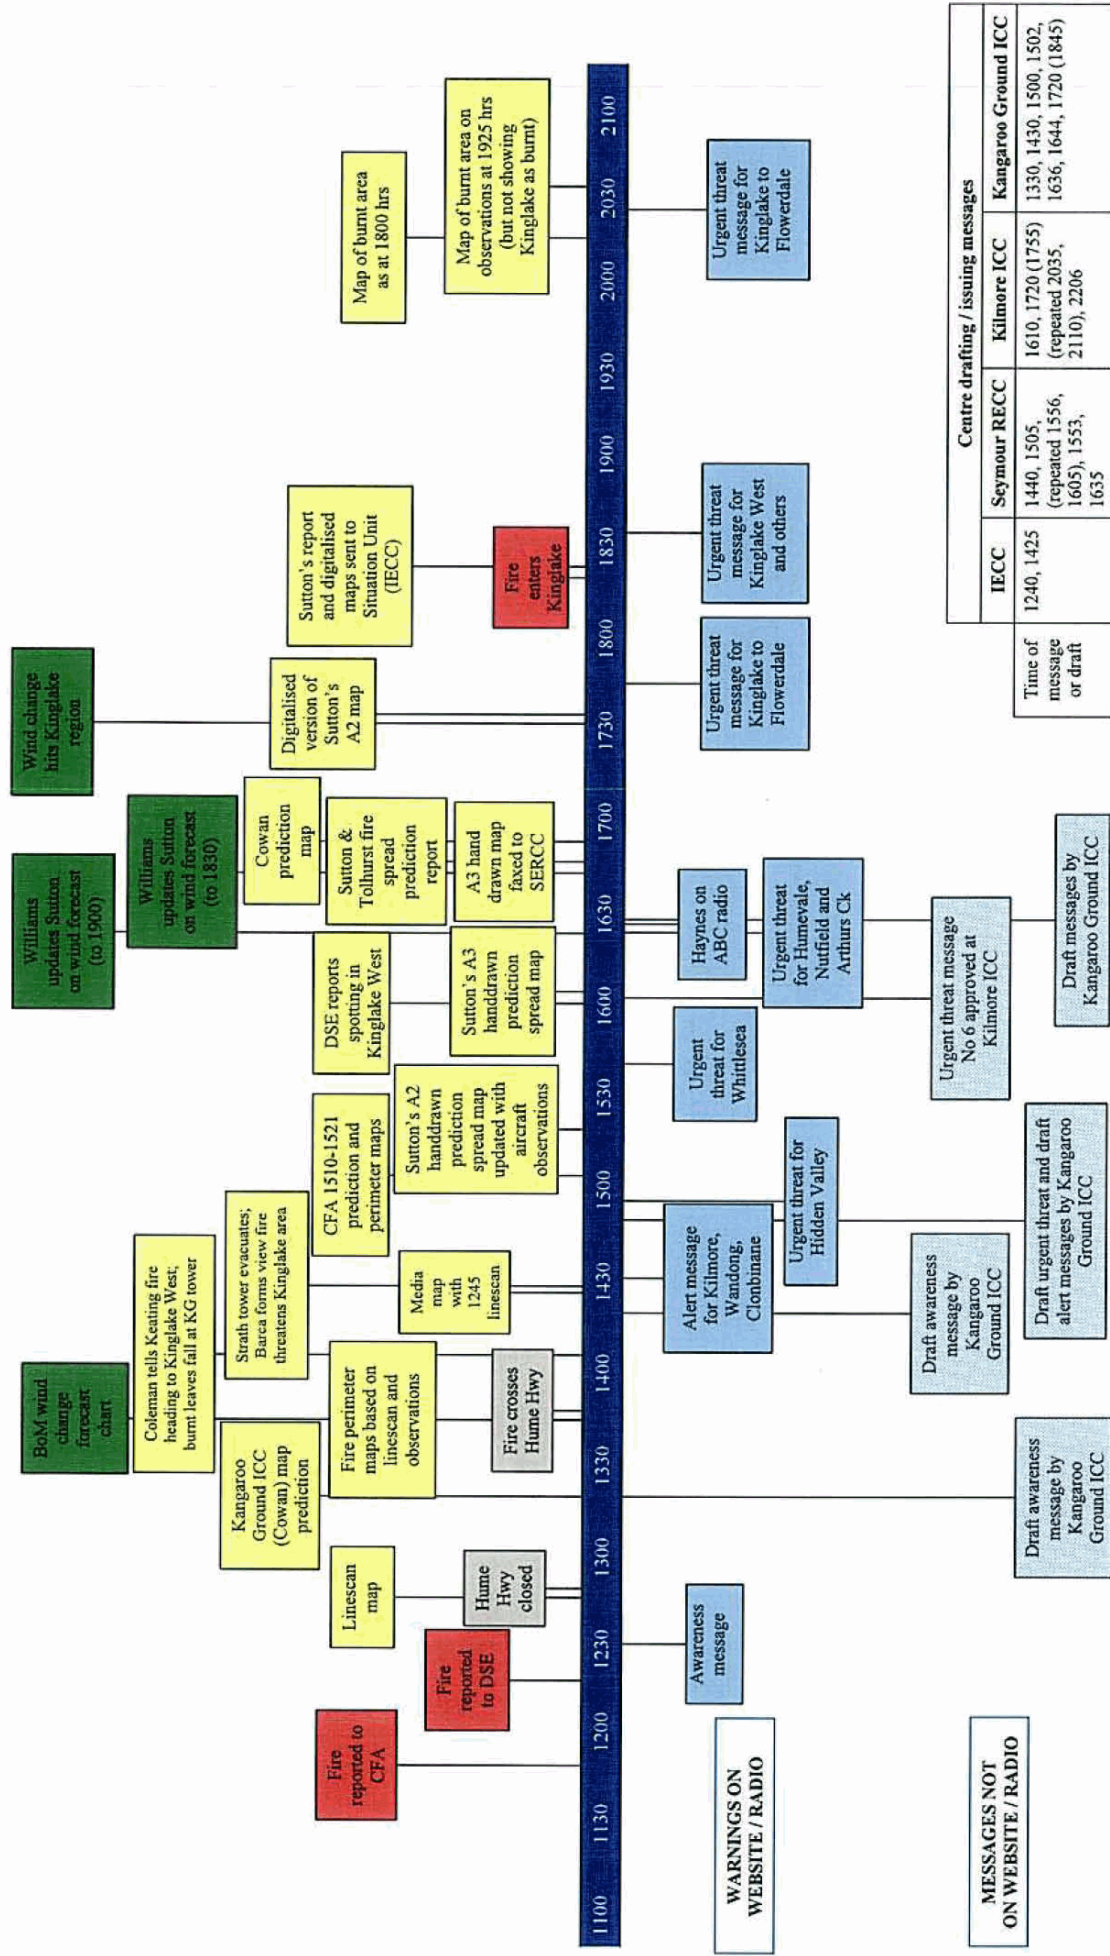 BoM wind
change
forecast
chart
Williams
updates Sutton
on wind forecast
(to 1900)
Wind change
hits Kinglake
region
Williams
updates Sutton
on wind forecast
(to 1830)
Coleman tells Keating fire
heading to Kinglake West;
burnt leaves fall at KG tower
Kangaroo
Ground ICC
(Cowan) map
prediction
Strath tower evacuates;
Barca forms view fire
threatens Kinglake area
Cowan
prediction
map
Digitalised
version of
Sutton's
A2 map
Fire
reported to
CFA
Linescan
map
Fire perimeter
maps based on
linescan and
observations
CFA 1510-1521
prediction and
perimeter maps
DSE reports
spotting in
Kinglake West
Sutton &
Tolhurst fire
spread
prediction
report
Sutton's report
and digitalised
maps sent to
Situation Unit
(IECC)
Map of burnt area
as at 1800 hrs
Fire
reported
to DSE
Hume
Hwy
closed
Fire crosses
Hume Hwy
Media
map
with
1245
linescan
Sutton's A2
handdrawn
prediction
spread map
updated with
aircraft
observations
Sutton's A3
handdrawn
prediction
spread map
A3 hand
drawn map
faxed to
SERCC
Fire
enters
Kinglake
Map of burnt area on
observations at 1925 hrs
(but not showing
Kinglake as burnt)
1100 1130 1200 1230 1300 1330 1400 1430 1500 1530 1600 1630 1700 1730 1800 1830 1900 1930 2000 2030 2100
WARNINGS ON
WEBSITE / RADIO
Awareness
message
Alert message
for Kilmore,
Wandong,
Clonbinane
Urgent threat for
Hidden Valley
Urgent
threat for
Whittlesea
Haynes on
ABC radio
Urgent threat
for Humevale,
Nutfield and
Arthurs Ck
Urgent threat
message for
Kinglake to
Flowerdale
Urgent threat
message for
Kinglake West
and others
Urgent threat
message for
Kinglake to
Flowerdale
MESSAGES NOT
ON WEBSITE / RADIO
Draft awareness
message by
Kangaroo
Ground ICC
Draft awareness
message by
Kangaroo
Ground ICC
Draft urgent threat and draft
alert messages by Kangaroo
Ground ICC
Urgent threat message
No 6 approved at
Kilmore ICC
Draft messages by
Kangaroo Ground ICC
Centre drafting / issuing messages
IECC Seymour RECC Kilmore ICC Kangaroo Ground ICC
Time of
message
or draft
1240, 1425
1440, 1505,
(repeated 1556,
1605), 1553,
1635
1610, 1720 (1755)
(repeated 2035,
2110), 2206
1330, 1430, 1500, 1502,
1636, 1644, 1720 (1845)